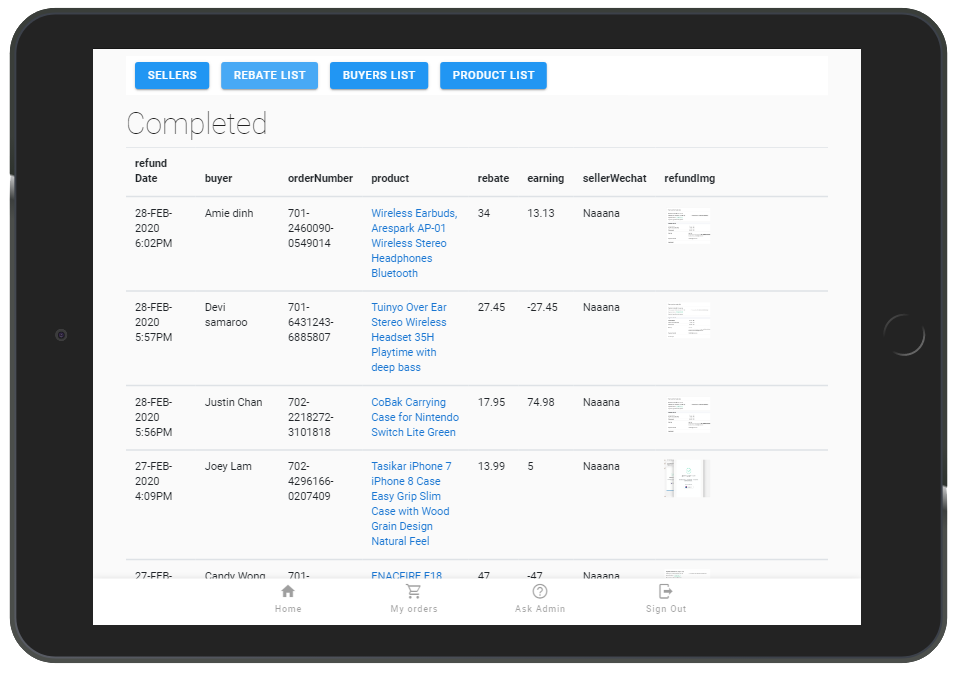 SELLERS REBATE LIST BUYERS LIST PRODUCT LIST
Completed
refund
Date buyer orderNumber product rebate earning sellerWechat refundImg
28-FEB- Amie dinh 701- Wireless Earbuds, 34 13.13 Naaana
2020 2460090- Arespark AP-01
6:02PM 0549014 Wireless Stereo
Headphones
Bluetooth
28-FEB- Devi 701- Tuinyo Over Ear 27.45 -27.45 Naaana
2020 samaroo 6431243- Stereo Wireless
5:57PM 6885807 Headset 35H
Playtime with
deep bass
28-FEB- Justin Chan 702- CoBak Carrying 17.95 74.98 Naaana
2020 2218272- Case for Nintendo
5:56PM 3101818 Switch Lite Green
27-FEB- Joey Lam 702- Tasikar iPhone 7 13.99 5 Naaana
2020 4296166- iPhone 8 Case
4:09PM 0207409 Easy Grip Slim
Case with Wood
Grain Design
Natural Feel
27-FEB- Candy Wong 701- ENACFIRE E18 47 -47 Naaana
Home My orders Ask Admin Sign Out